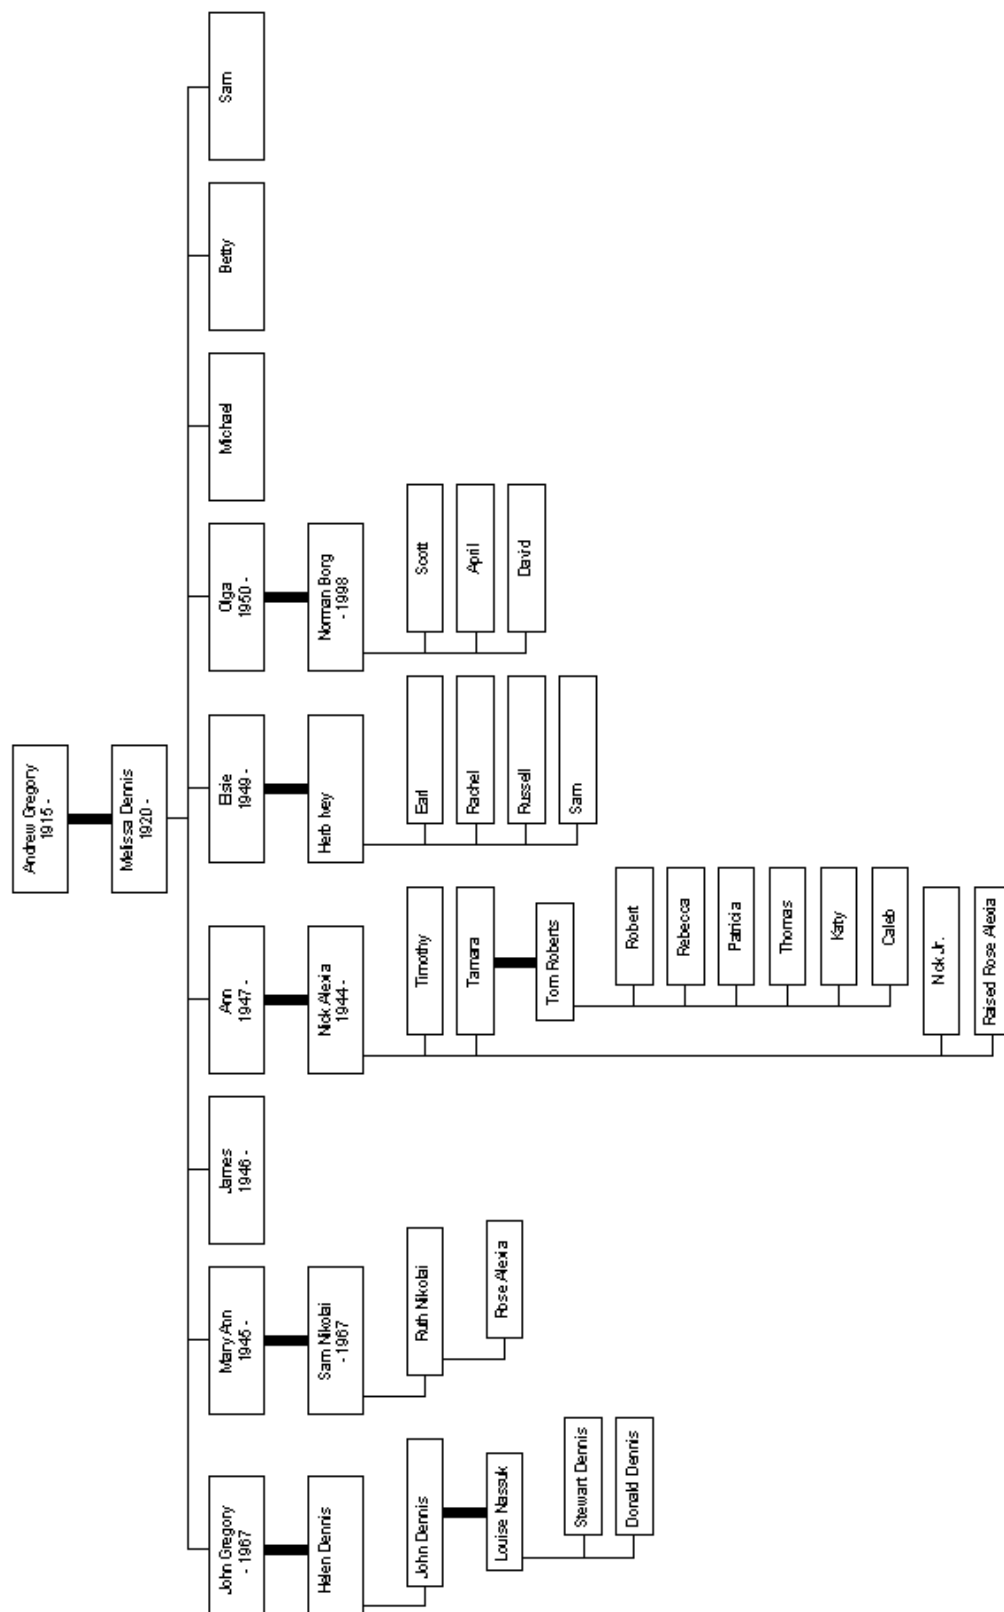 Andrew Gregory
1915 -
Melissa Dennis
1920 -
John Gregory
- 1967
Helen Dennis
John Dennis
Louise Nassuk
Stewart Dennis
Donald Dennis
Mary Ann
1945 -
Sam Nikolai
- 1967
Ruth Nikolai
Rose Alexia
James
1946 -
Ann
1947 -
Nick Alexia
1944 -
Timothy
Tamara
Tom Roberts
Robert
Rebecca
Patricia
Thomas
Katy
Caleb
Nick Jr.
Raised Rose Alexia
Elsie
1949 -
Herb Ivey
Earl
Rachel
Russell
Sam
Olga
1950 -
Norman Borg
- 1998
Scott
April
David
Michael
Betty
Sam